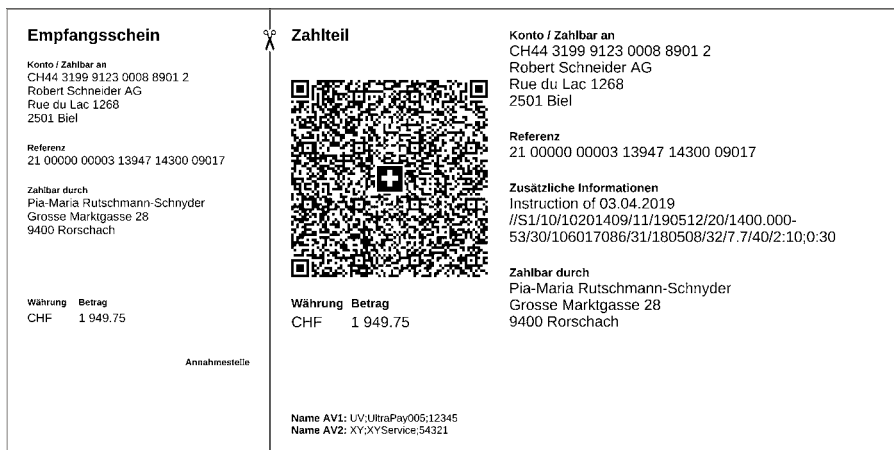 Empfangsschein
Konto / Zahlbar an
CH44 3199 9123 0008 8901 2
Robert Schneider AG
Rue du Lac 1268
2501 Biel
Referenz
21 00000 00003 13947 14300 09017
Zahlbar durch
Pia-Maria Rutschmann-Schnyder
Grosse Marktgasse 28
9400 Rorschach
Währung Betrag
CHF 1 949.75
Annahmestelle
Zahlteil
Währung Betrag
CHF 1 949.75
Konto / Zahlbar an
CH44 3199 9123 0008 8901 2
Robert Schneider AG
Rue du Lac 1268
2501 Biel
Referenz
21 00000 00003 13947 14300 09017
Zusätzliche Informationen
Instruction of 03.04.2019
//S1/10/10201409/11/190512/20/1400.000-
53/30/106017086/31/180508/32/7.7/40/2:10;0:30
Zahlbar durch
Pia-Maria Rutschmann-Schnyder
Grosse Marktgasse 28
9400 Rorschach
Name AV1: UV;UltraPay005;12345
Name AV2: XY;XYService;54321